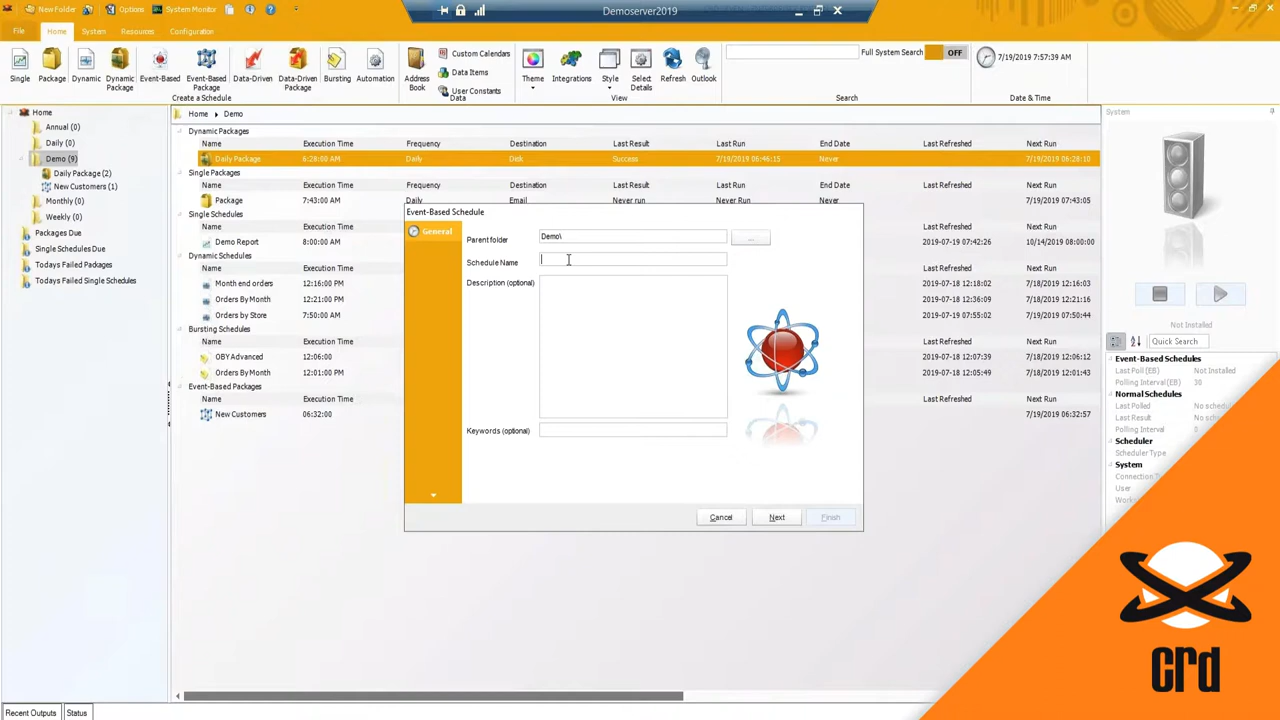 New Folder Options System Monitor
Demoserver2019
File Home System Resources Configuration
Single Package Dynamic Dynamic Package Event-Based Event-Based Package Data-Driven Data-Driven Package Bursting Automation
Create a Schedule
Address Book Custom Calendars Data Items User Constants
Data
Theme Integrations Style Select Details Refresh Outlook
View
Full System Search OFF
Search
7/19/2019 7:57:39 AM
Date & Time
Home
Annual (0)
Daily (0)
Demo (9)
Daily Package (2)
New Customers (1)
Monthly (0)
Weekly (0)
Packages Due
Single Schedules Due
Todays Failed Packages
Todays Failed Single Schedules
Home Demo
Dynamic Packages
Name Execution Time Frequency Destination Last Result Last Run End Date Last Refreshed Next Run
Daily Package 6:28:00 AM Daily Disk Success 7/19/2019 06:46:15 Never 7/19/2019 06:28:10
Single Packages
Name Execution Time Frequency Destination Last Result Last Run End Date Last Refreshed Next Run
Package 7:43:00 AM Daily Email Never run Never Run Never 7/19/2019 07:43:05
Single Schedules
Name Execution Time Last Refreshed Next Run
Demo Report 8:00:00 AM 2019-07-19 07:42:26 10/14/2019 08:00:00
Dynamic Schedules
Name Execution Time Last Refreshed Next Run
Month end orders 12:16:00 PM 2019-07-18 12:18:02 7/18/2019 12:16:03
Orders By Month 12:21:00 PM 2019-07-18 12:36:09 7/18/2019 12:21:16
Orders by Store 7:50:00 AM 2019-07-19 07:55:02 7/19/2019 07:50:44
Bursting Schedules
Name Execution Time Last Refreshed Next Run
OBY Advanced 12:06:00 2019-07-18 12:07:39 7/18/2019 12:06:12
Orders By Month 12:01:00 PM 2019-07-18 12:05:49 7/18/2019 12:01:43
Event-Based Packages
Name Execution Time Last Refreshed Next Run
New Customers 06:32:00 7/19/2019 06:32:57
Event-Based Schedule
General
Parent folder Demo\ ...
Schedule Name
Description (optional)
Keywords (optional)
Cancel Next Finish
System
Not Installed
Quick Search
Event-Based Schedules
Last Poll (EB) Not Installed
Polling Interval (EB) 30
Normal Schedules
Last Polled No sched
Last Result No sche
Polling Interval 0
Scheduler
Scheduler Type
System
Connection T
User
Works
crd
Recent Outputs Status